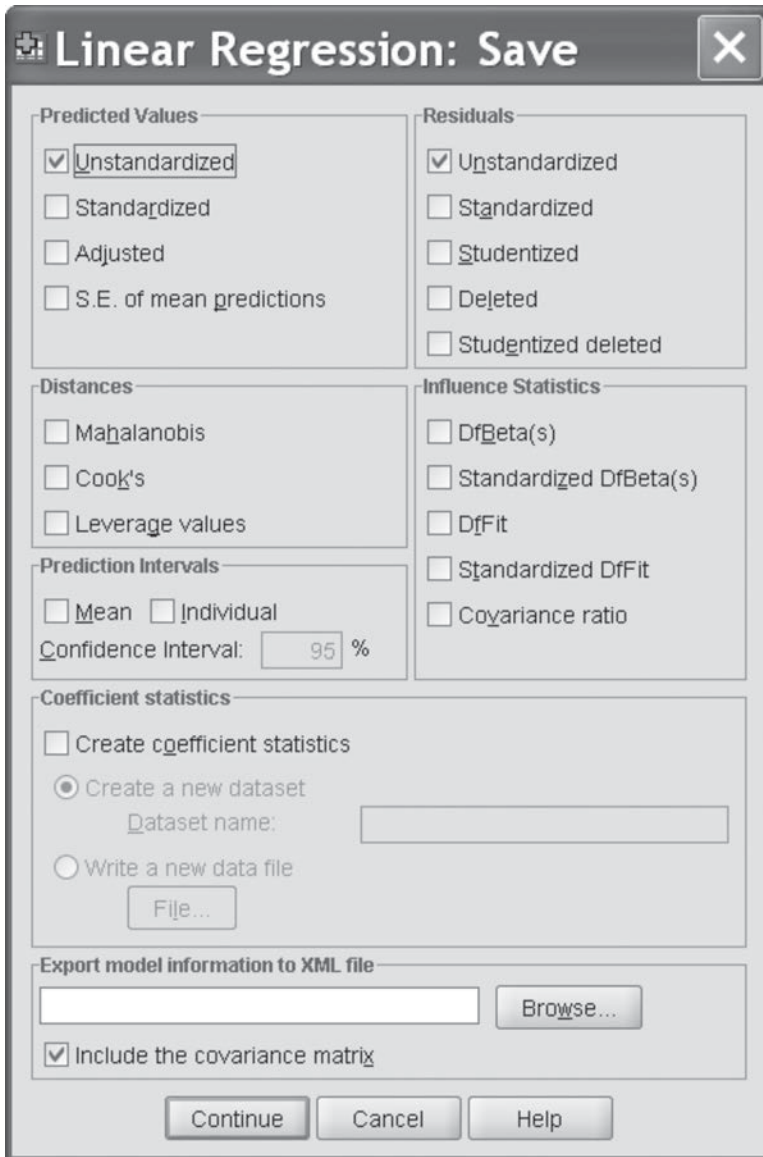 Linear Regression: Save
Predicted Values
Unstandardized
Standardized
Adjusted
S.E. of mean predictions
Residuals
Unstandardized
Standardized
Studentized
Deleted
Studentized deleted
Distances
Mahalanobis
Cook's
Leverage values
Influence Statistics
DfBeta(s)
Standardized DfBeta(s)
DfFit
Standardized DfFit
Covariance ratio
Prediction Intervals
Mean Individual
Confidence Interval: 95 %
Coefficient statistics
Create coefficient statistics
Create a new dataset
Dataset name:
Write a new data file
File...
Export model information to XML file
Browse...
Include the covariance matrix
Continue Cancel Help